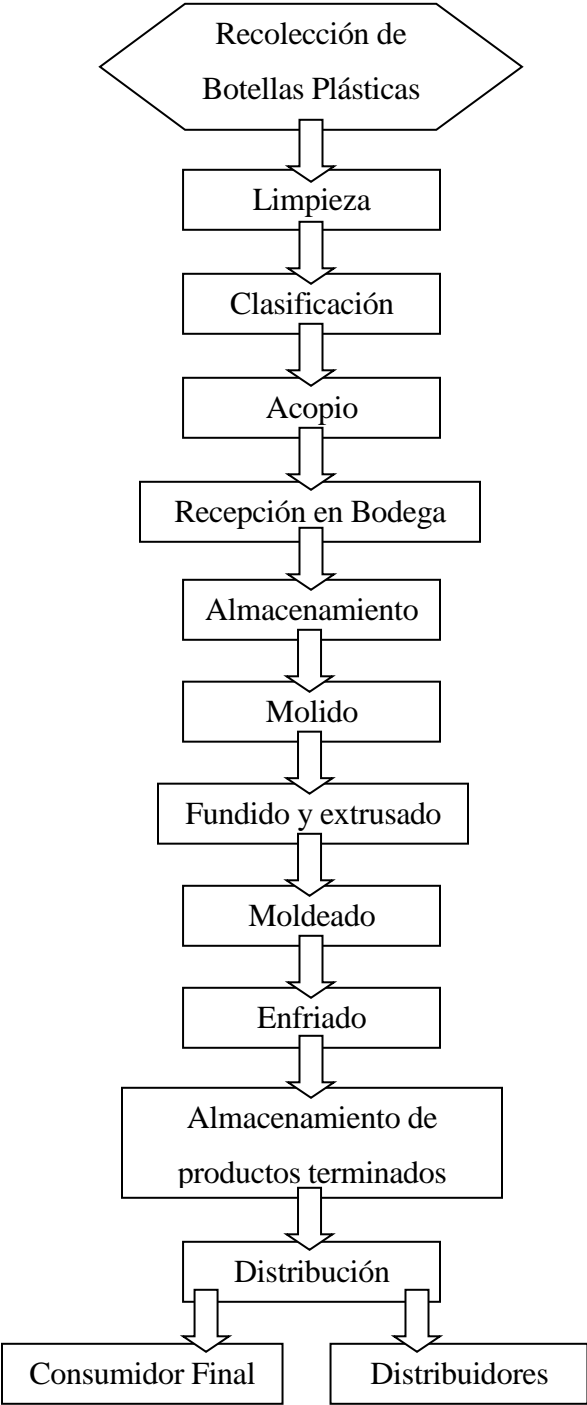 Recolección de
Botellas Plásticas
Limpieza
Clasificación
Acopio
Recepción en Bodega
Almacenamiento
Molido
Fundido y extrusado
Moldeado
Enfriado
Almacenamiento de
productos terminados
Distribución
Consumidor Final
Distribuidores